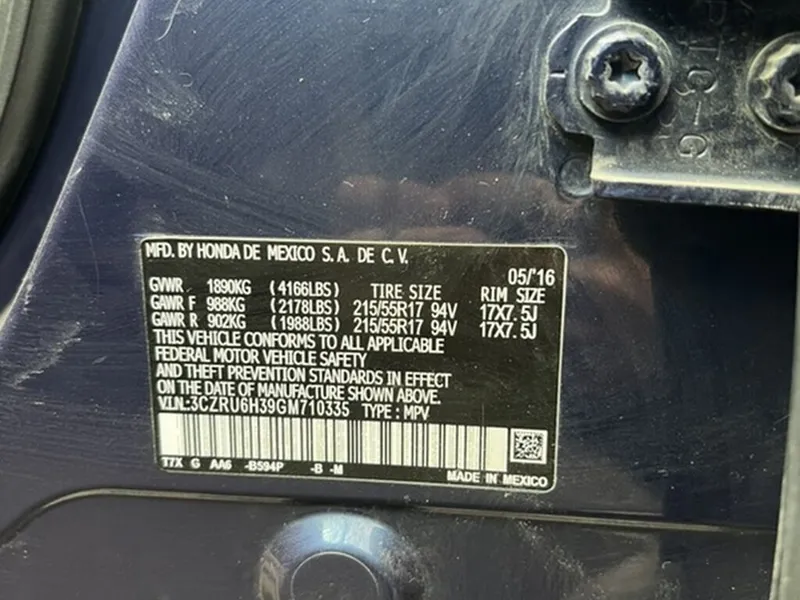 PTC-G
MFD. BY HONDA DE MEXICO S. A. DE C. V.
05/'16
GVWR 1890KG (4166LBS) TIRE SIZE RIM SIZE
GAWR F 988KG (2178LBS) 215/55R17 94V 17X7.5J
GAWR R 902KG (1988LBS) 215/55R17 94V 17X7.5J
THIS VEHICLE CONFORMS TO ALL APPLICABLE
FEDERAL MOTOR VEHICLE SAFETY
AND THEFT PREVENTION STANDARDS IN EFFECT
ON THE DATE OF MANUFACTURE SHOWN ABOVE.
V.I.N.:3CZRU6H39GM710335 TYPE : MPV
T7X G AA6 -B594P -B -M
MADE IN MEXICO